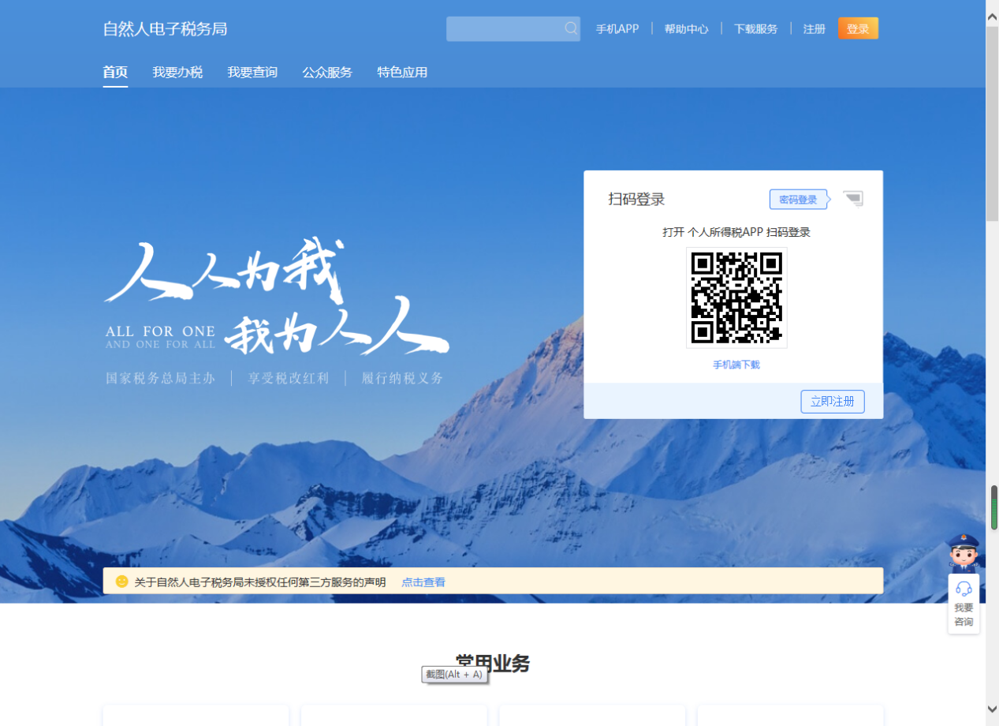 自然人电子税务局
手机APP 帮助中心 下载服务 注册 登录
首页 我要办税 我要查询 公众服务 特色应用
扫码登录 密码登录
打开 个人所得税APP 扫码登录
手机端下载
立即注册
人人为我
ALL FOR ONE
AND ONE FOR ALL
我为人人
国家税务总局主办 享受税改红利 履行纳税义务
关于自然人电子税务局未授权任何第三方服务的声明 点击查看
我要
咨询
常用业务
截图(Alt + A)